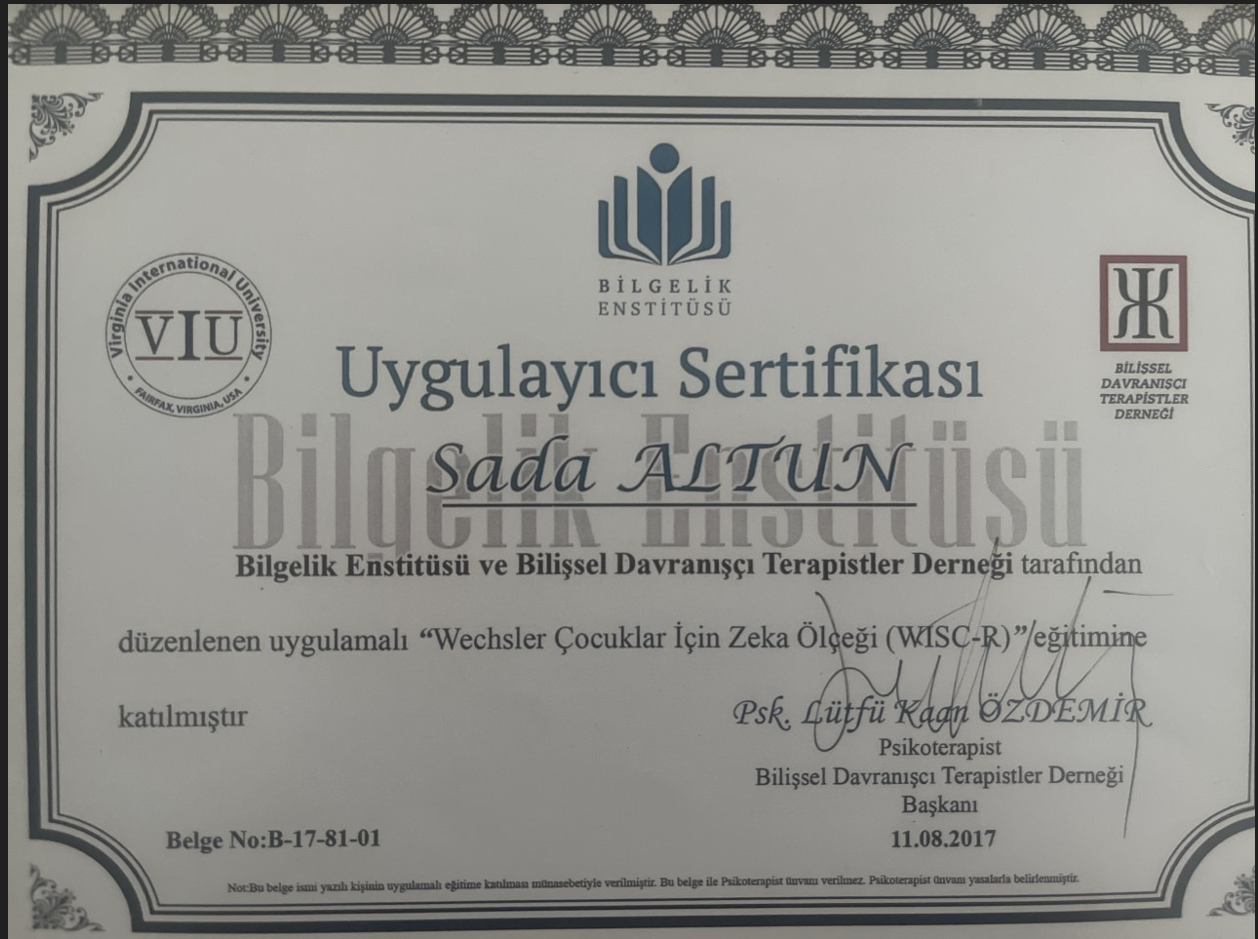 BİLGELİK
ENSTİTÜSÜ
Virginia International University
VIU
FAIRFAX, VIRGINIA, USA
BİLİŞSEL
DAVRANIŞÇI
TERAPİSTLER
DERNEĞİ
Uygulayıcı Sertifikası
Bilgelik Enstitüsü
Sada ALTUN
Bilgelik Enstitüsü ve Bilişsel Davranışçı Terapistler Derneği tarafından
düzenlenen uygulamalı “Wechsler Çocuklar İçin Zeka Ölçeği (WISC-R)” eğitimine
katılmıştır
Psk. Lütfü Kaan ÖZDEMİR
Psikoterapist
Bilişsel Davranışcı Terapistler Derneği
Başkanı
Belge No:B-17-81-01
11.08.2017
Not:Bu belge ismi yazılı kişinin uygulamalı eğitime katılması münasebetiyle verilmiştir. Bu belge ile Psikoterapist ünvanı verilmez. Psikoterapist ünvanı yasalarla belirlenmiştir.